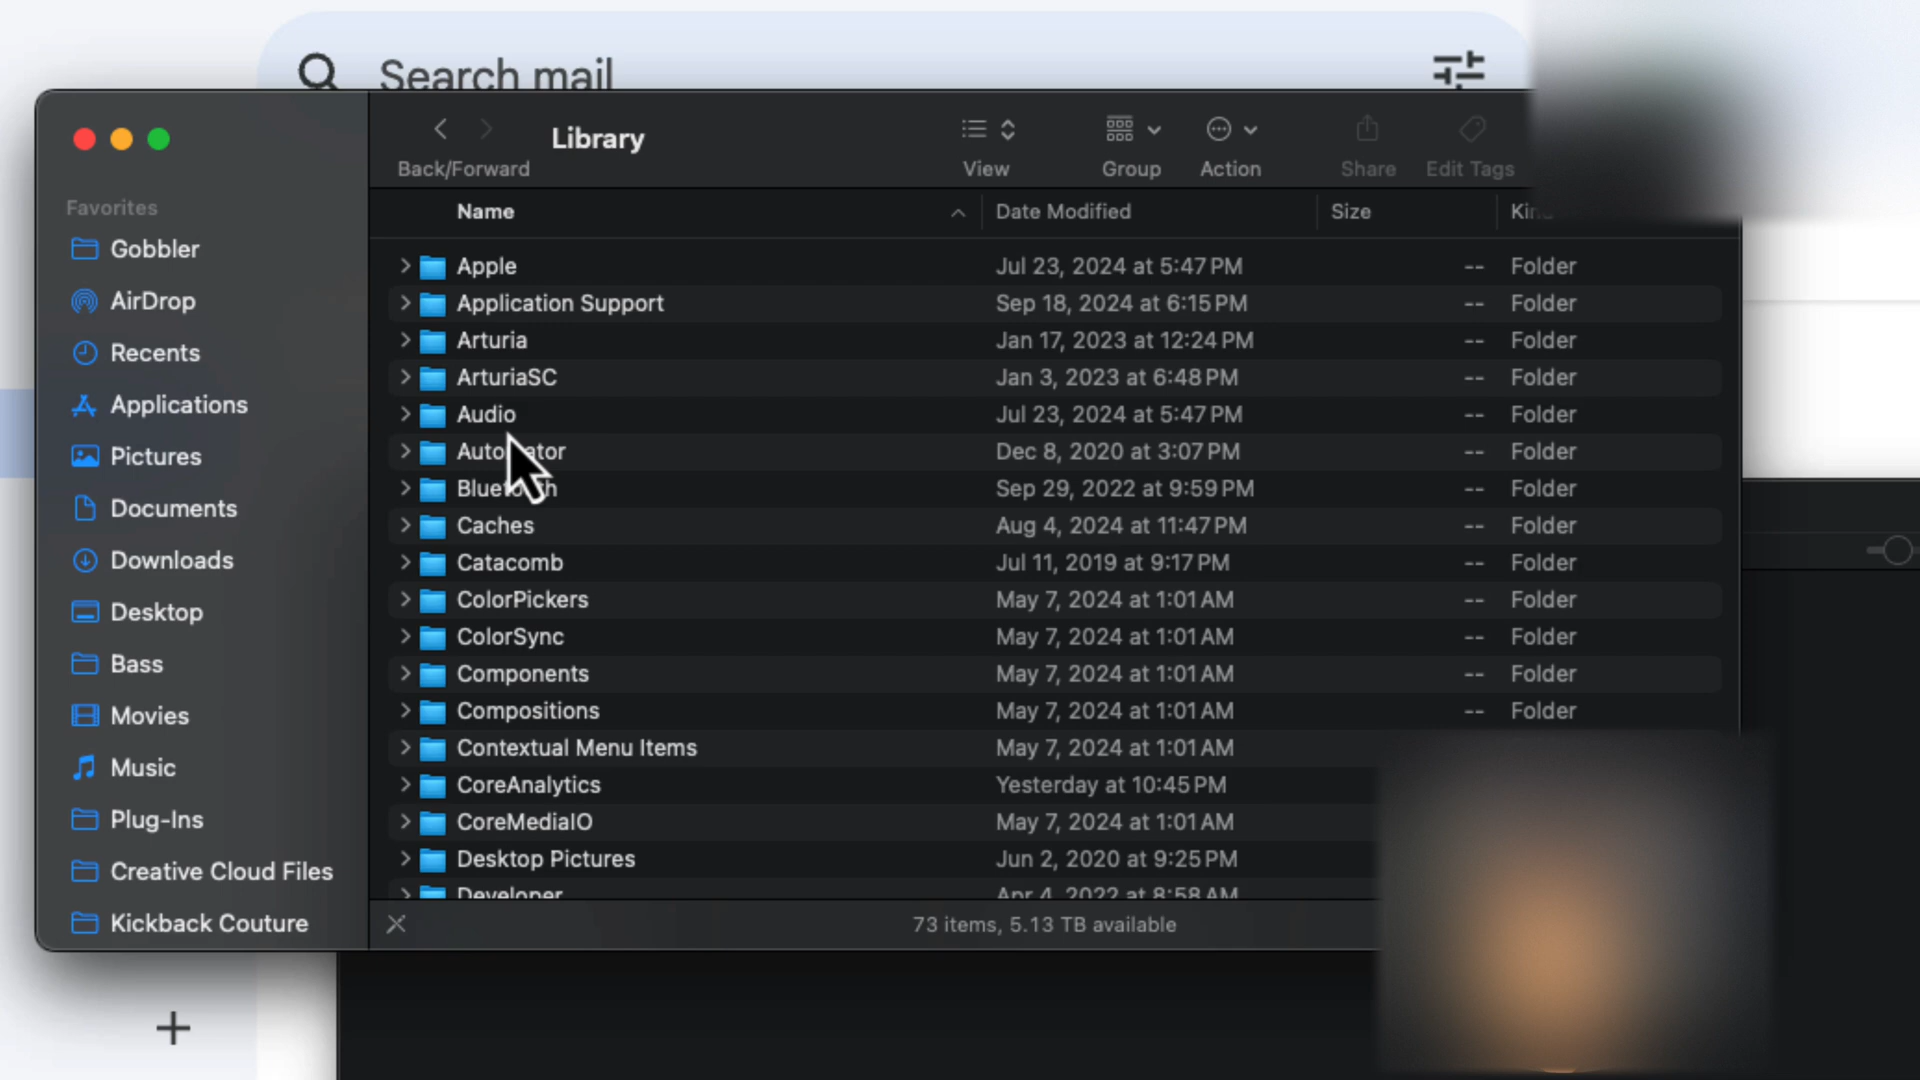 Search mail
Library
Back/Forward
View
Group
Action
Share
Edit Tags
Favorites
Gobbler
AirDrop
Recents
Applications
Pictures
Documents
Downloads
Desktop
Bass
Movies
Music
Plug-Ins
Creative Cloud Files
Kickback Couture
Name Date Modified Size
Apple Jul 23, 2024 at 5:47 PM -- Folder
Application Support Sep 18, 2024 at 6:15 PM -- Folder
Arturia Jan 17, 2023 at 12:24 PM -- Folder
ArturiaSC Jan 3, 2023 at 6:48 PM -- Folder
Audio Jul 23, 2024 at 5:47 PM -- Folder
Automator Dec 8, 2020 at 3:07 PM -- Folder
Bluetooth Sep 29, 2022 at 9:59 PM -- Folder
Caches Aug 4, 2024 at 11:47 PM -- Folder
Catacomb Jul 11, 2019 at 9:17 PM -- Folder
ColorPickers May 7, 2024 at 1:01 AM -- Folder
ColorSync May 7, 2024 at 1:01 AM -- Folder
Components May 7, 2024 at 1:01 AM -- Folder
Compositions May 7, 2024 at 1:01 AM -- Folder
Contextual Menu Items May 7, 2024 at 1:01 AM
CoreAnalytics Yesterday at 10:45 PM
CoreMediaIO May 7, 2024 at 1:01 AM
Desktop Pictures Jun 2, 2020 at 9:25 PM
Developer Apr 4, 2022 at 8:58 AM
73 items, 5.13 TB available